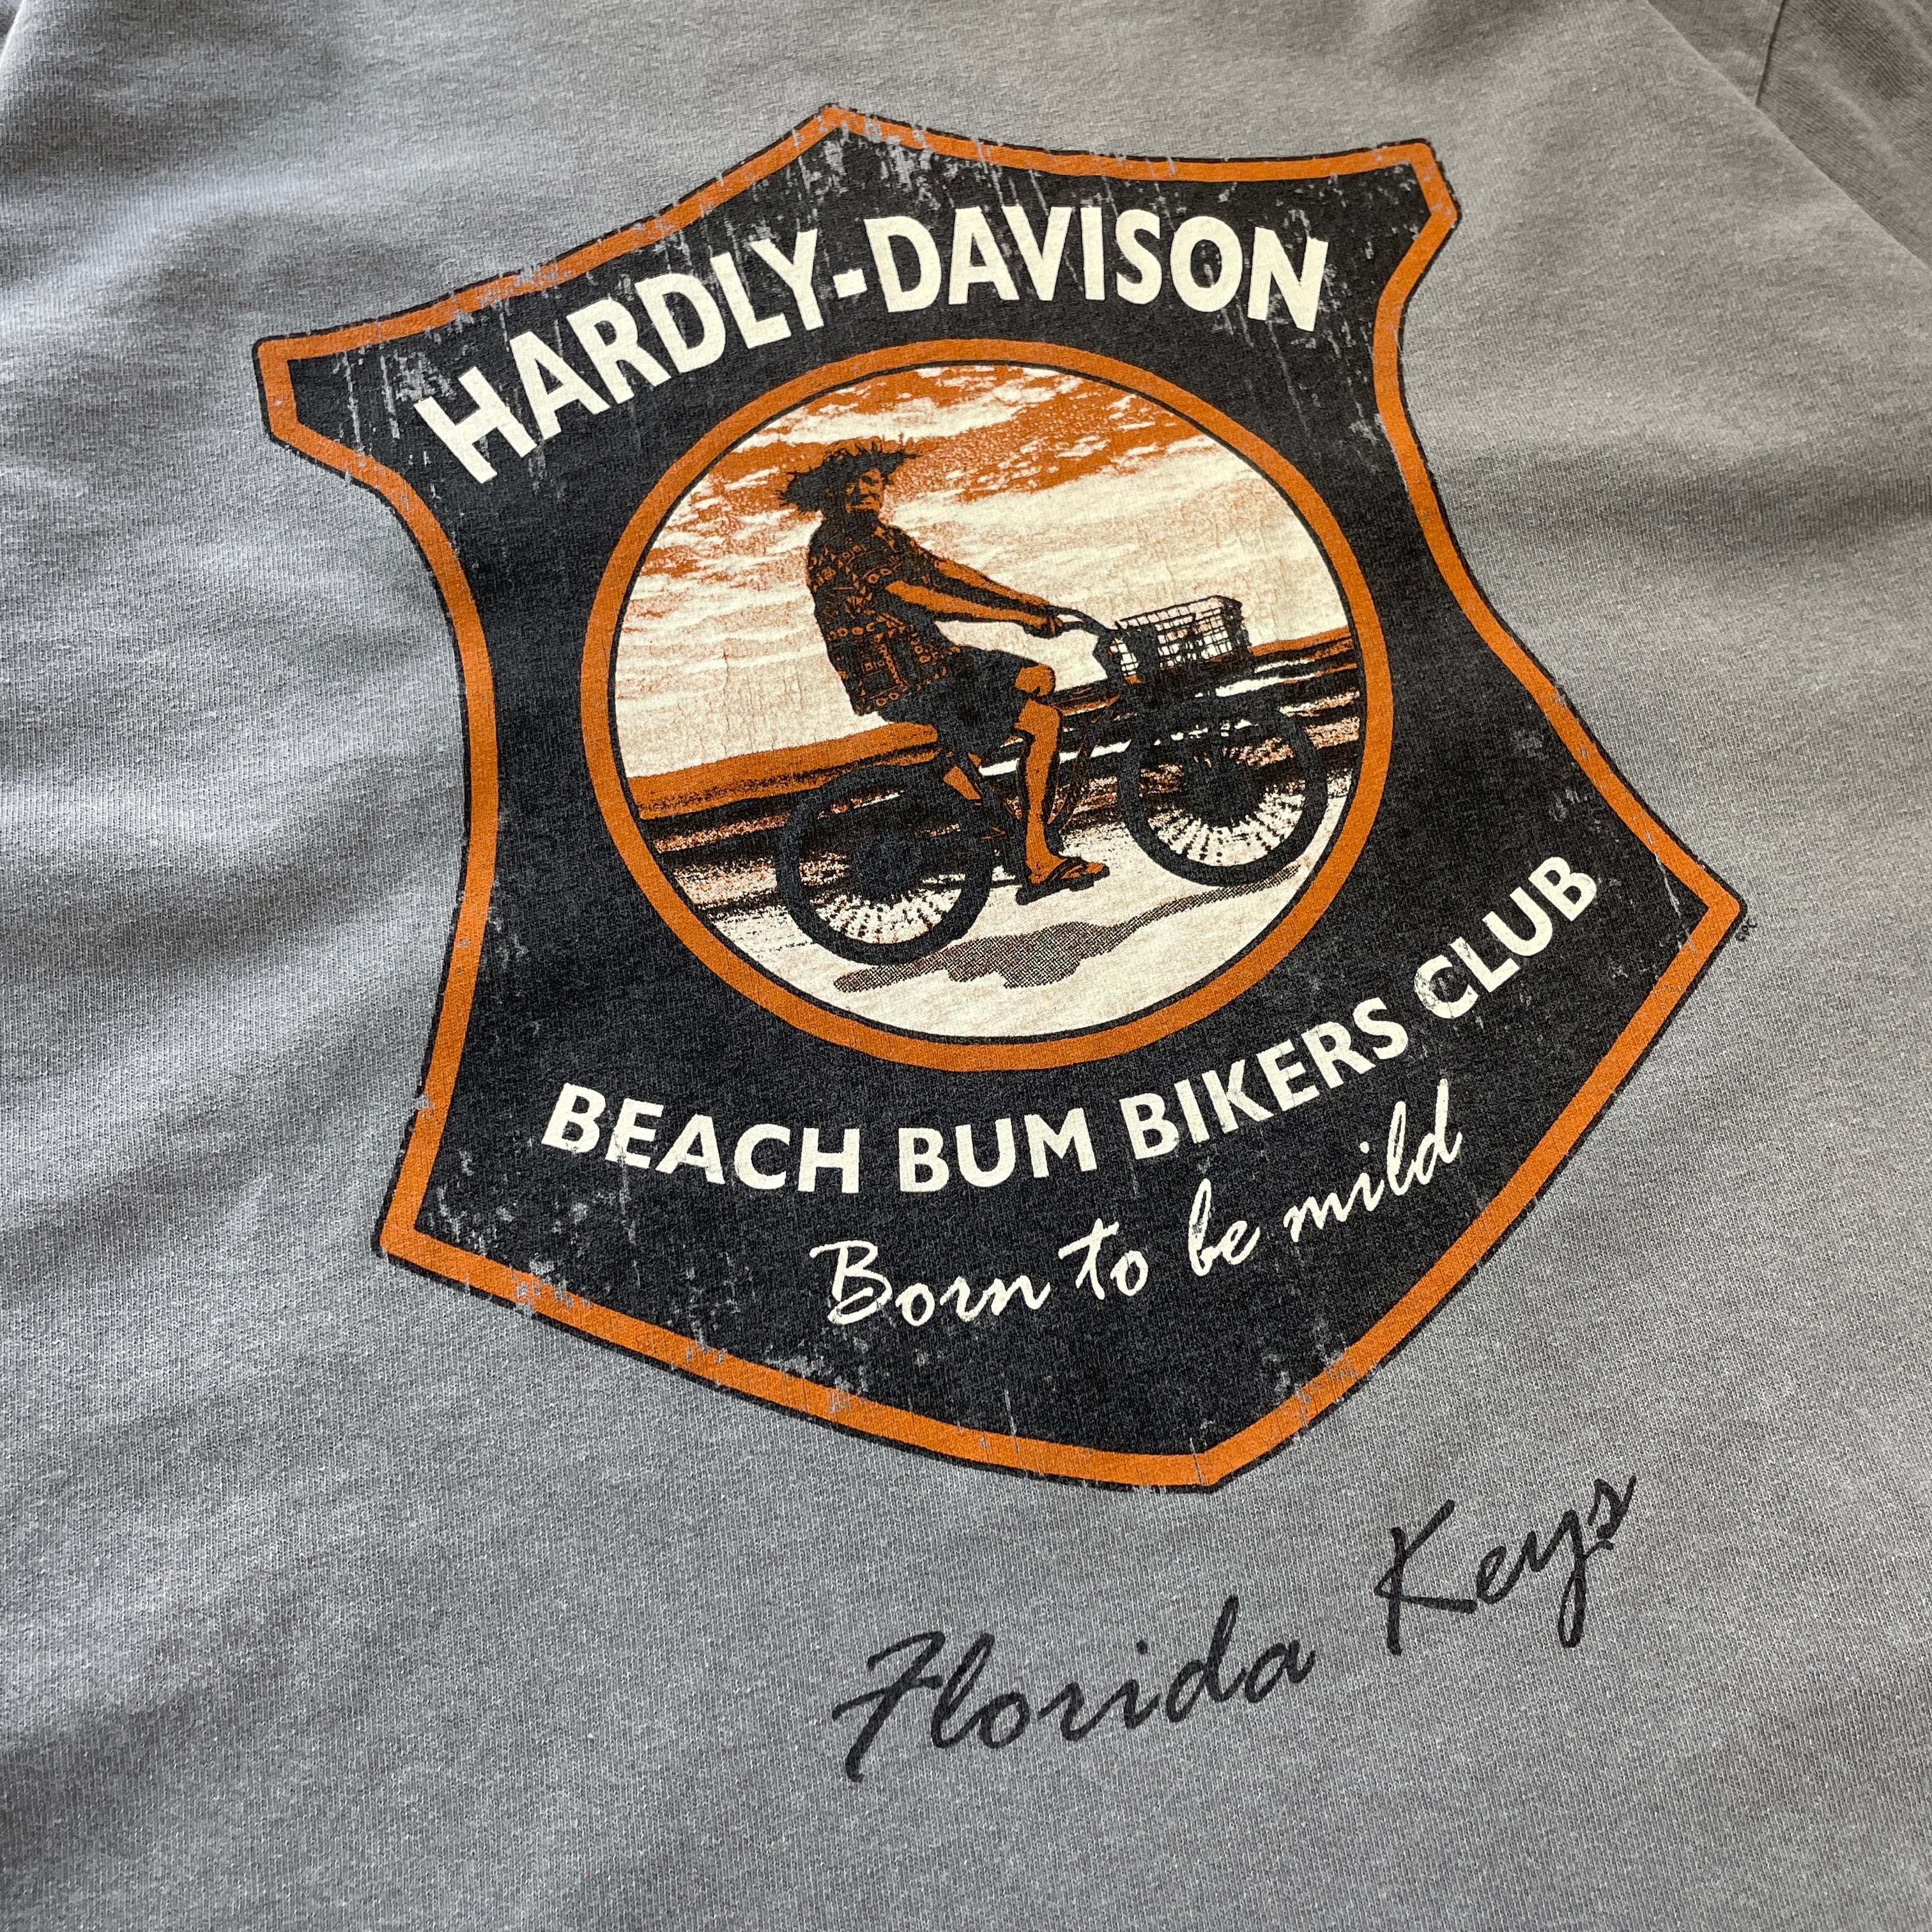 HARDLY-DAVISON
BEACH BUM BIKERS CLUB
Born to be mild
Florida Keys